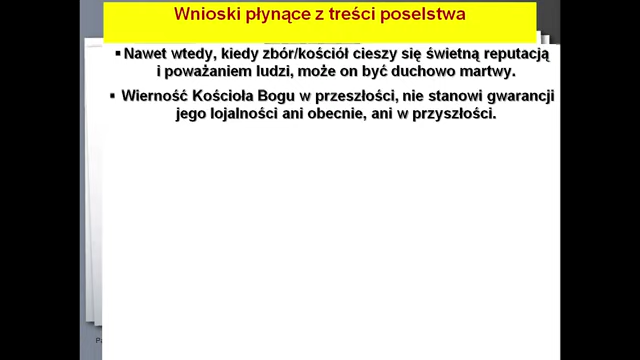 Wnioski płynące z treści poselstwa
▪ Nawet wtedy, kiedy zbór/kościół cieszy się świetną reputacją
i poważaniem ludzi, może on być duchowo martwy.
▪ Wierność Kościoła Bogu w przeszłości, nie stanowi gwarancji
jego lojalności ani obecnie, ani w przyszłości.